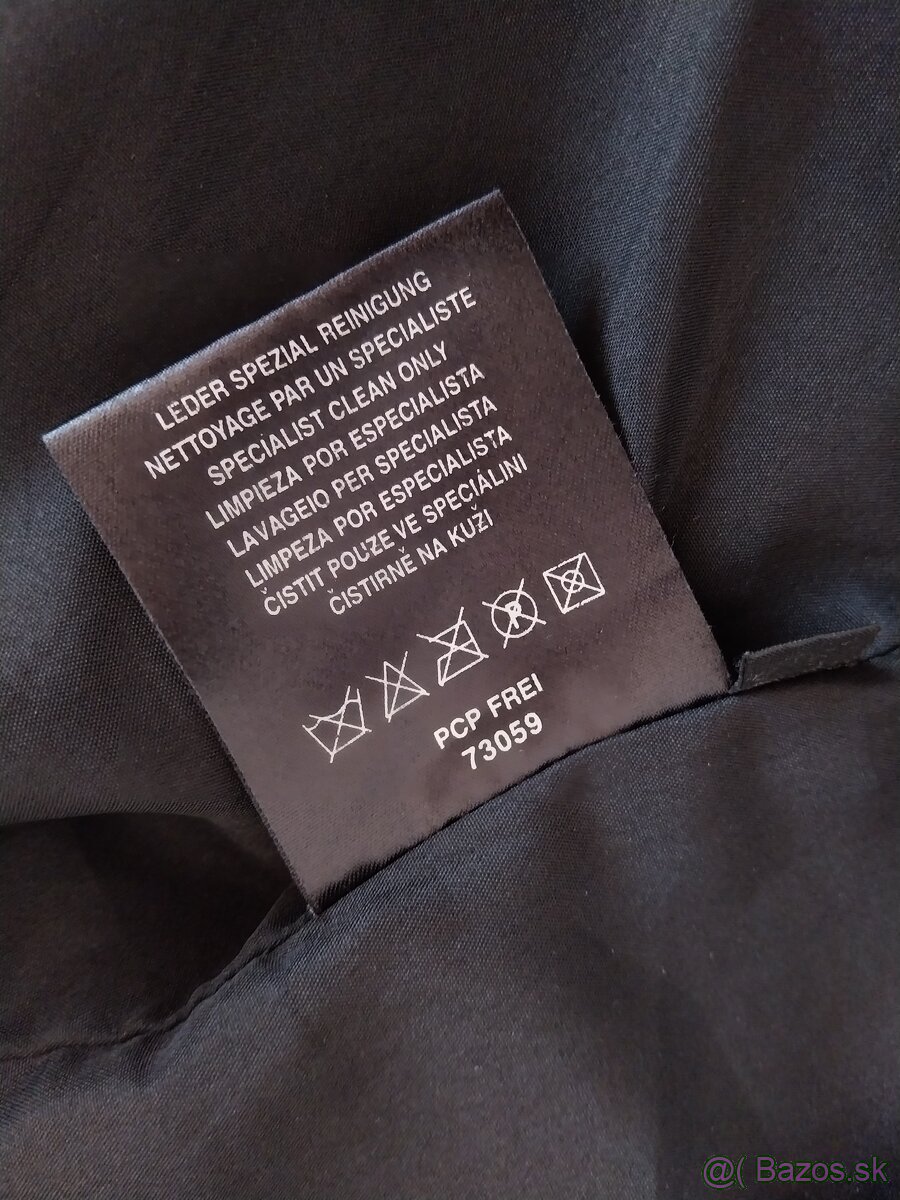 LEDER SPEZIAL REINIGUNG
NETTOYAGE PAR UN SPECIALISTE
SPECIALIST CLEAN ONLY
LIMPIEZA POR ESPECIALISTA
LAVAGEIO PER SPECIALISTA
LIMPEZA POR ESPECIALISTA
ČISTIT POUZE VE SPECIÁLINI
ČISTIRNĚ NA KUŽI
P
PCP FREI
73059
@( Bazos.sk